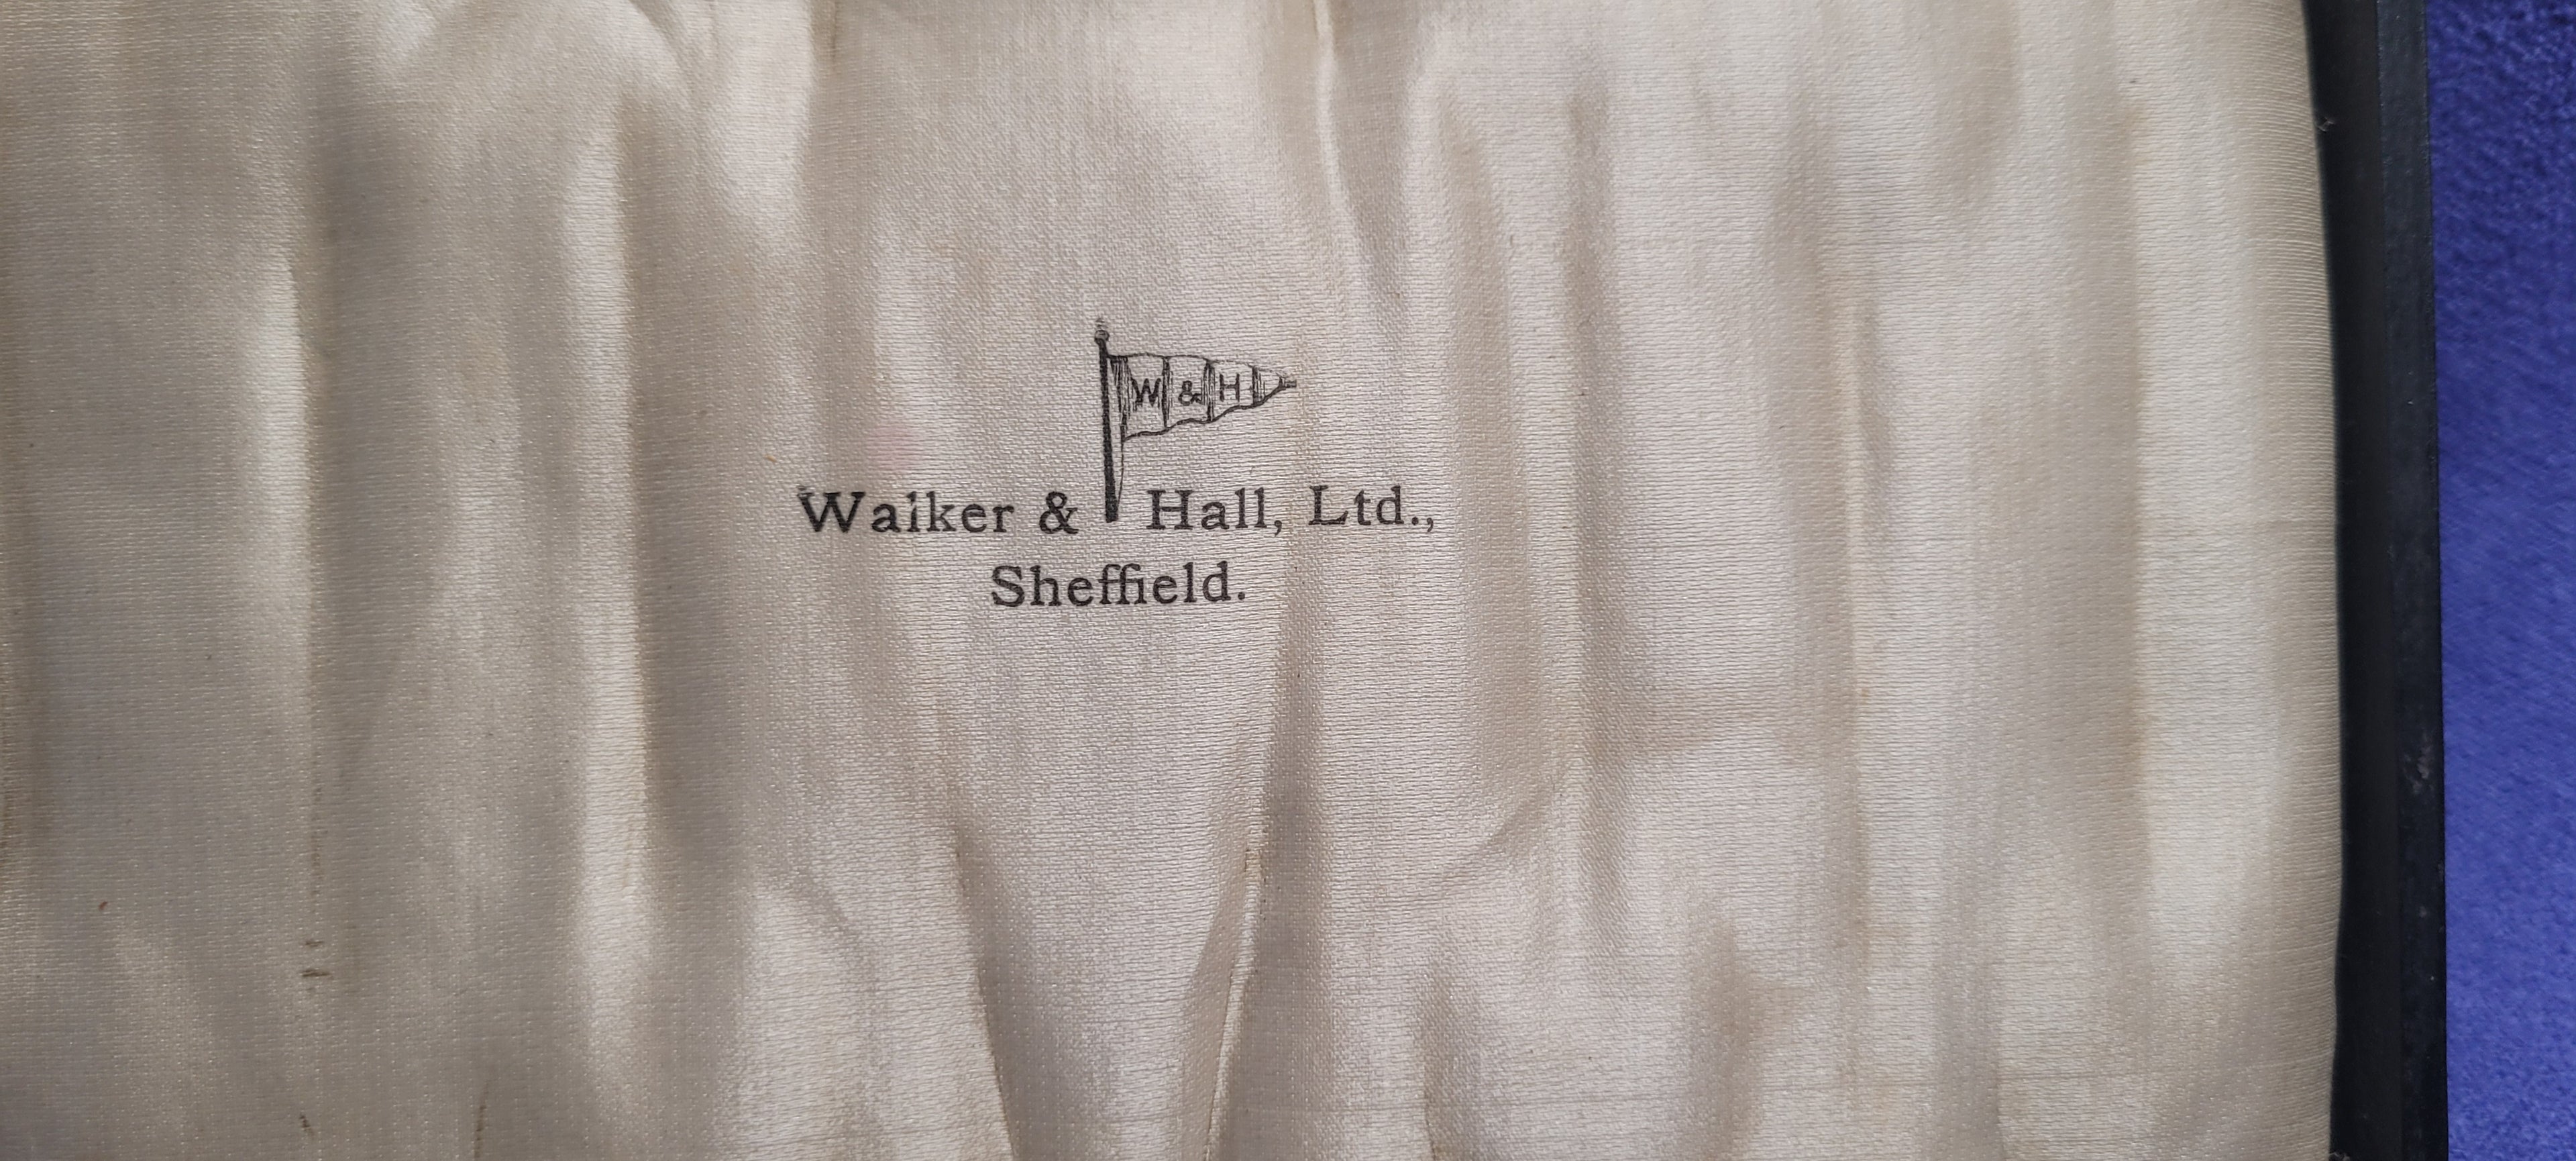 W & H
Walker & Hall, Ltd.,
Sheffield.